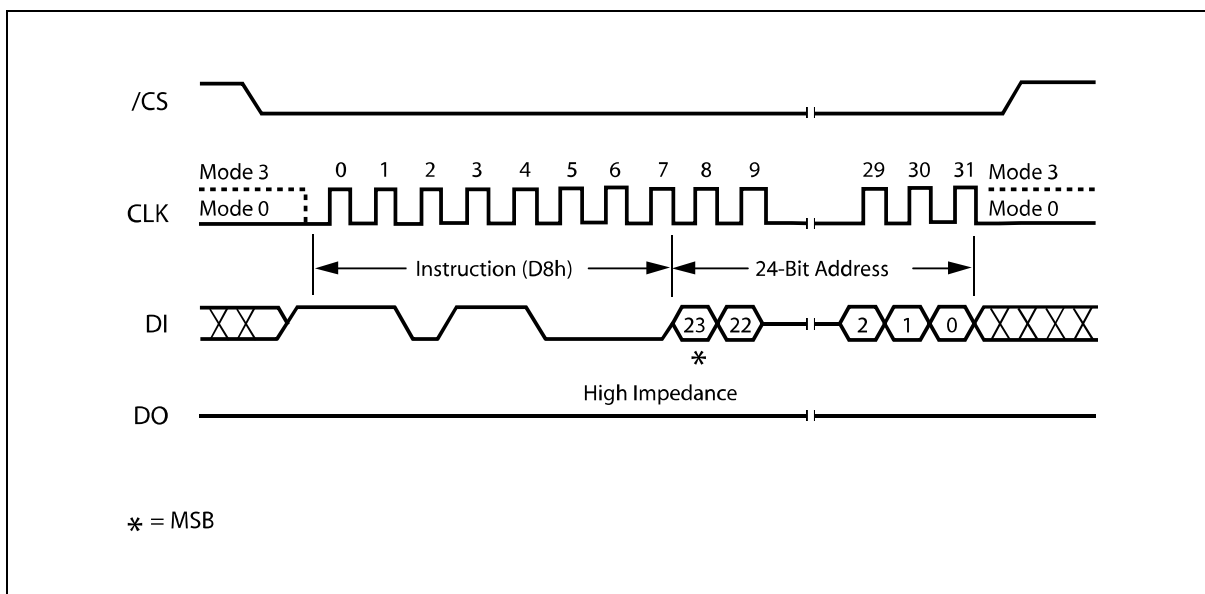 /CS
Mode 3 0 1 2 3 4 5 6 7 8 9 29 30 31 Mode 3
CLK Mode 0 Mode 0
Instruction (D8h) 24-Bit Address
DI 23 22 2 1 0
*
High Impedance
DO
* = MSB